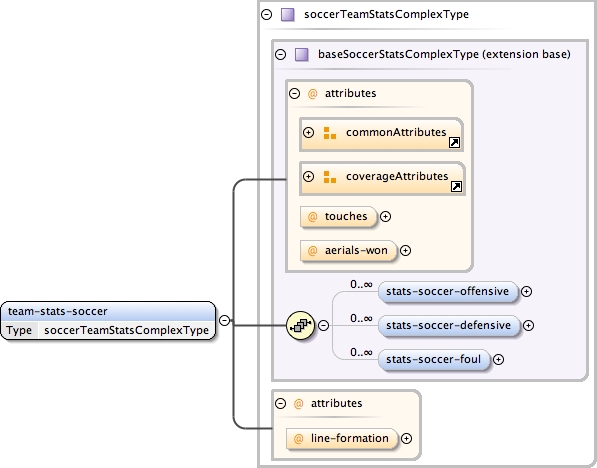 soccerTeamStatsComplexType
baseSoccerStatsComplexType (extension base)
@ attributes
commonAttributes
coverageAttributes
@ touches
@ aerials-won
team-stats-soccer
Type soccerTeamStatsComplexType
0..∞ stats-soccer-offensive
0..∞ stats-soccer-defensive
0..∞ stats-soccer-foul
@ attributes
@ line-formation